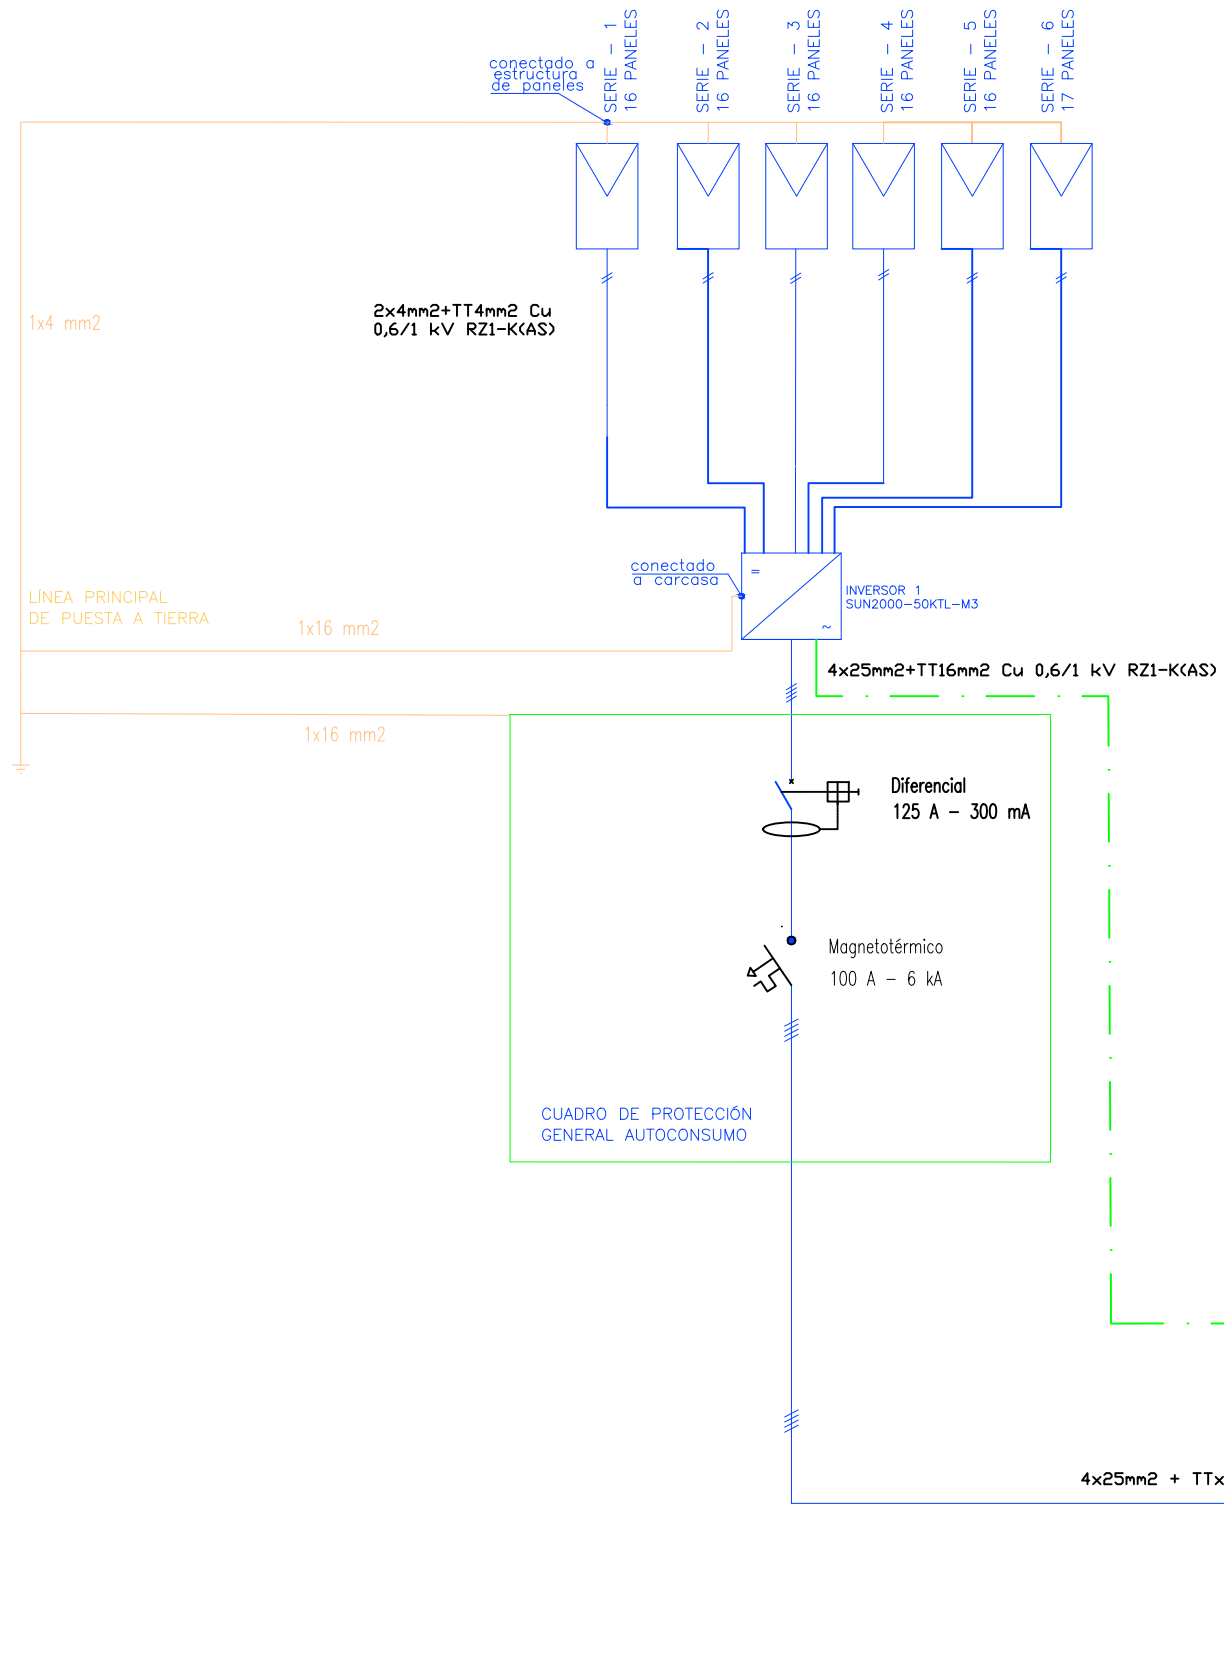 SERIE - 1
16 PANELES
SERIE - 2
16 PANELES
SERIE - 3
16 PANELES
SERIE - 4
16 PANELES
SERIE - 5
16 PANELES
SERIE - 6
17 PANELES
conectado a
estructura
de paneles
2x4mm2+TT4mm2 Cu
0,6/1 kV RZ1-K(AS)
1x4 mm2
conectado
a carcasa
=
~
INVERSOR 1
SUN2000-50KTL-M3
LÍNEA PRINCIPAL
DE PUESTA A TIERRA
1x16 mm2
4x25mm2+TT16mm2 Cu 0,6/1 kV RZ1-K(AS)
1x16 mm2
Diferencial
125 A - 300 mA
Magnetotérmico
100 A - 6 kA
CUADRO DE PROTECCIÓN
GENERAL AUTOCONSUMO
4x25mm2 + TTx